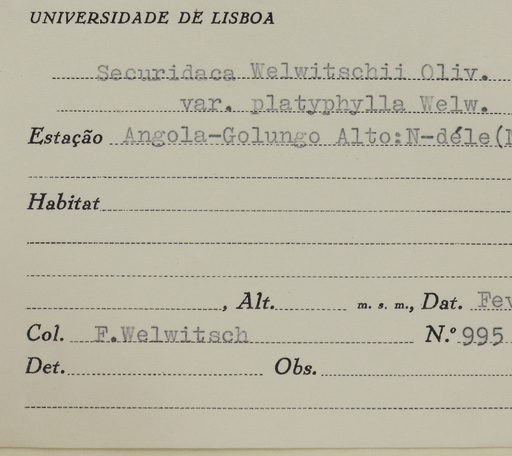 UNIVERSIDADE DE LISBOA
Securidaca Welwitschii Oliv.
var. platyphylla Welw.
Estação Angola-Golungo Alto:N-déle(
Habitat
, Alt. m. s. m., Dat. Fev
Col. F.Welwitsch N.º 995
Det. Obs.